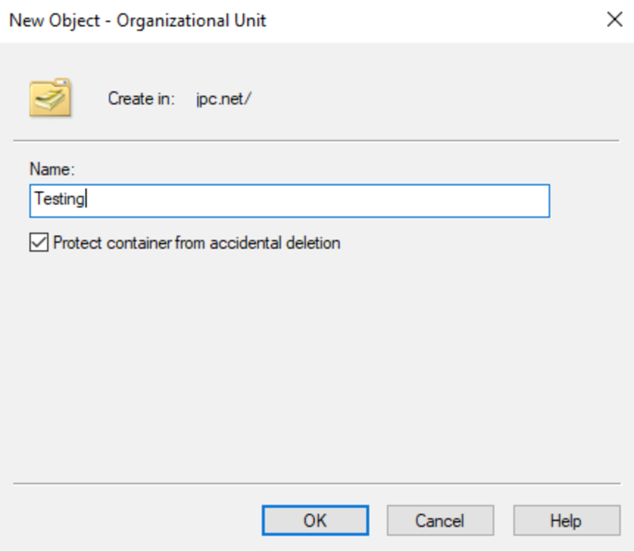 New Object - Organizational Unit
Create in: jpc.net/
Name:
Testing
Protect container from accidental deletion
OK Cancel Help